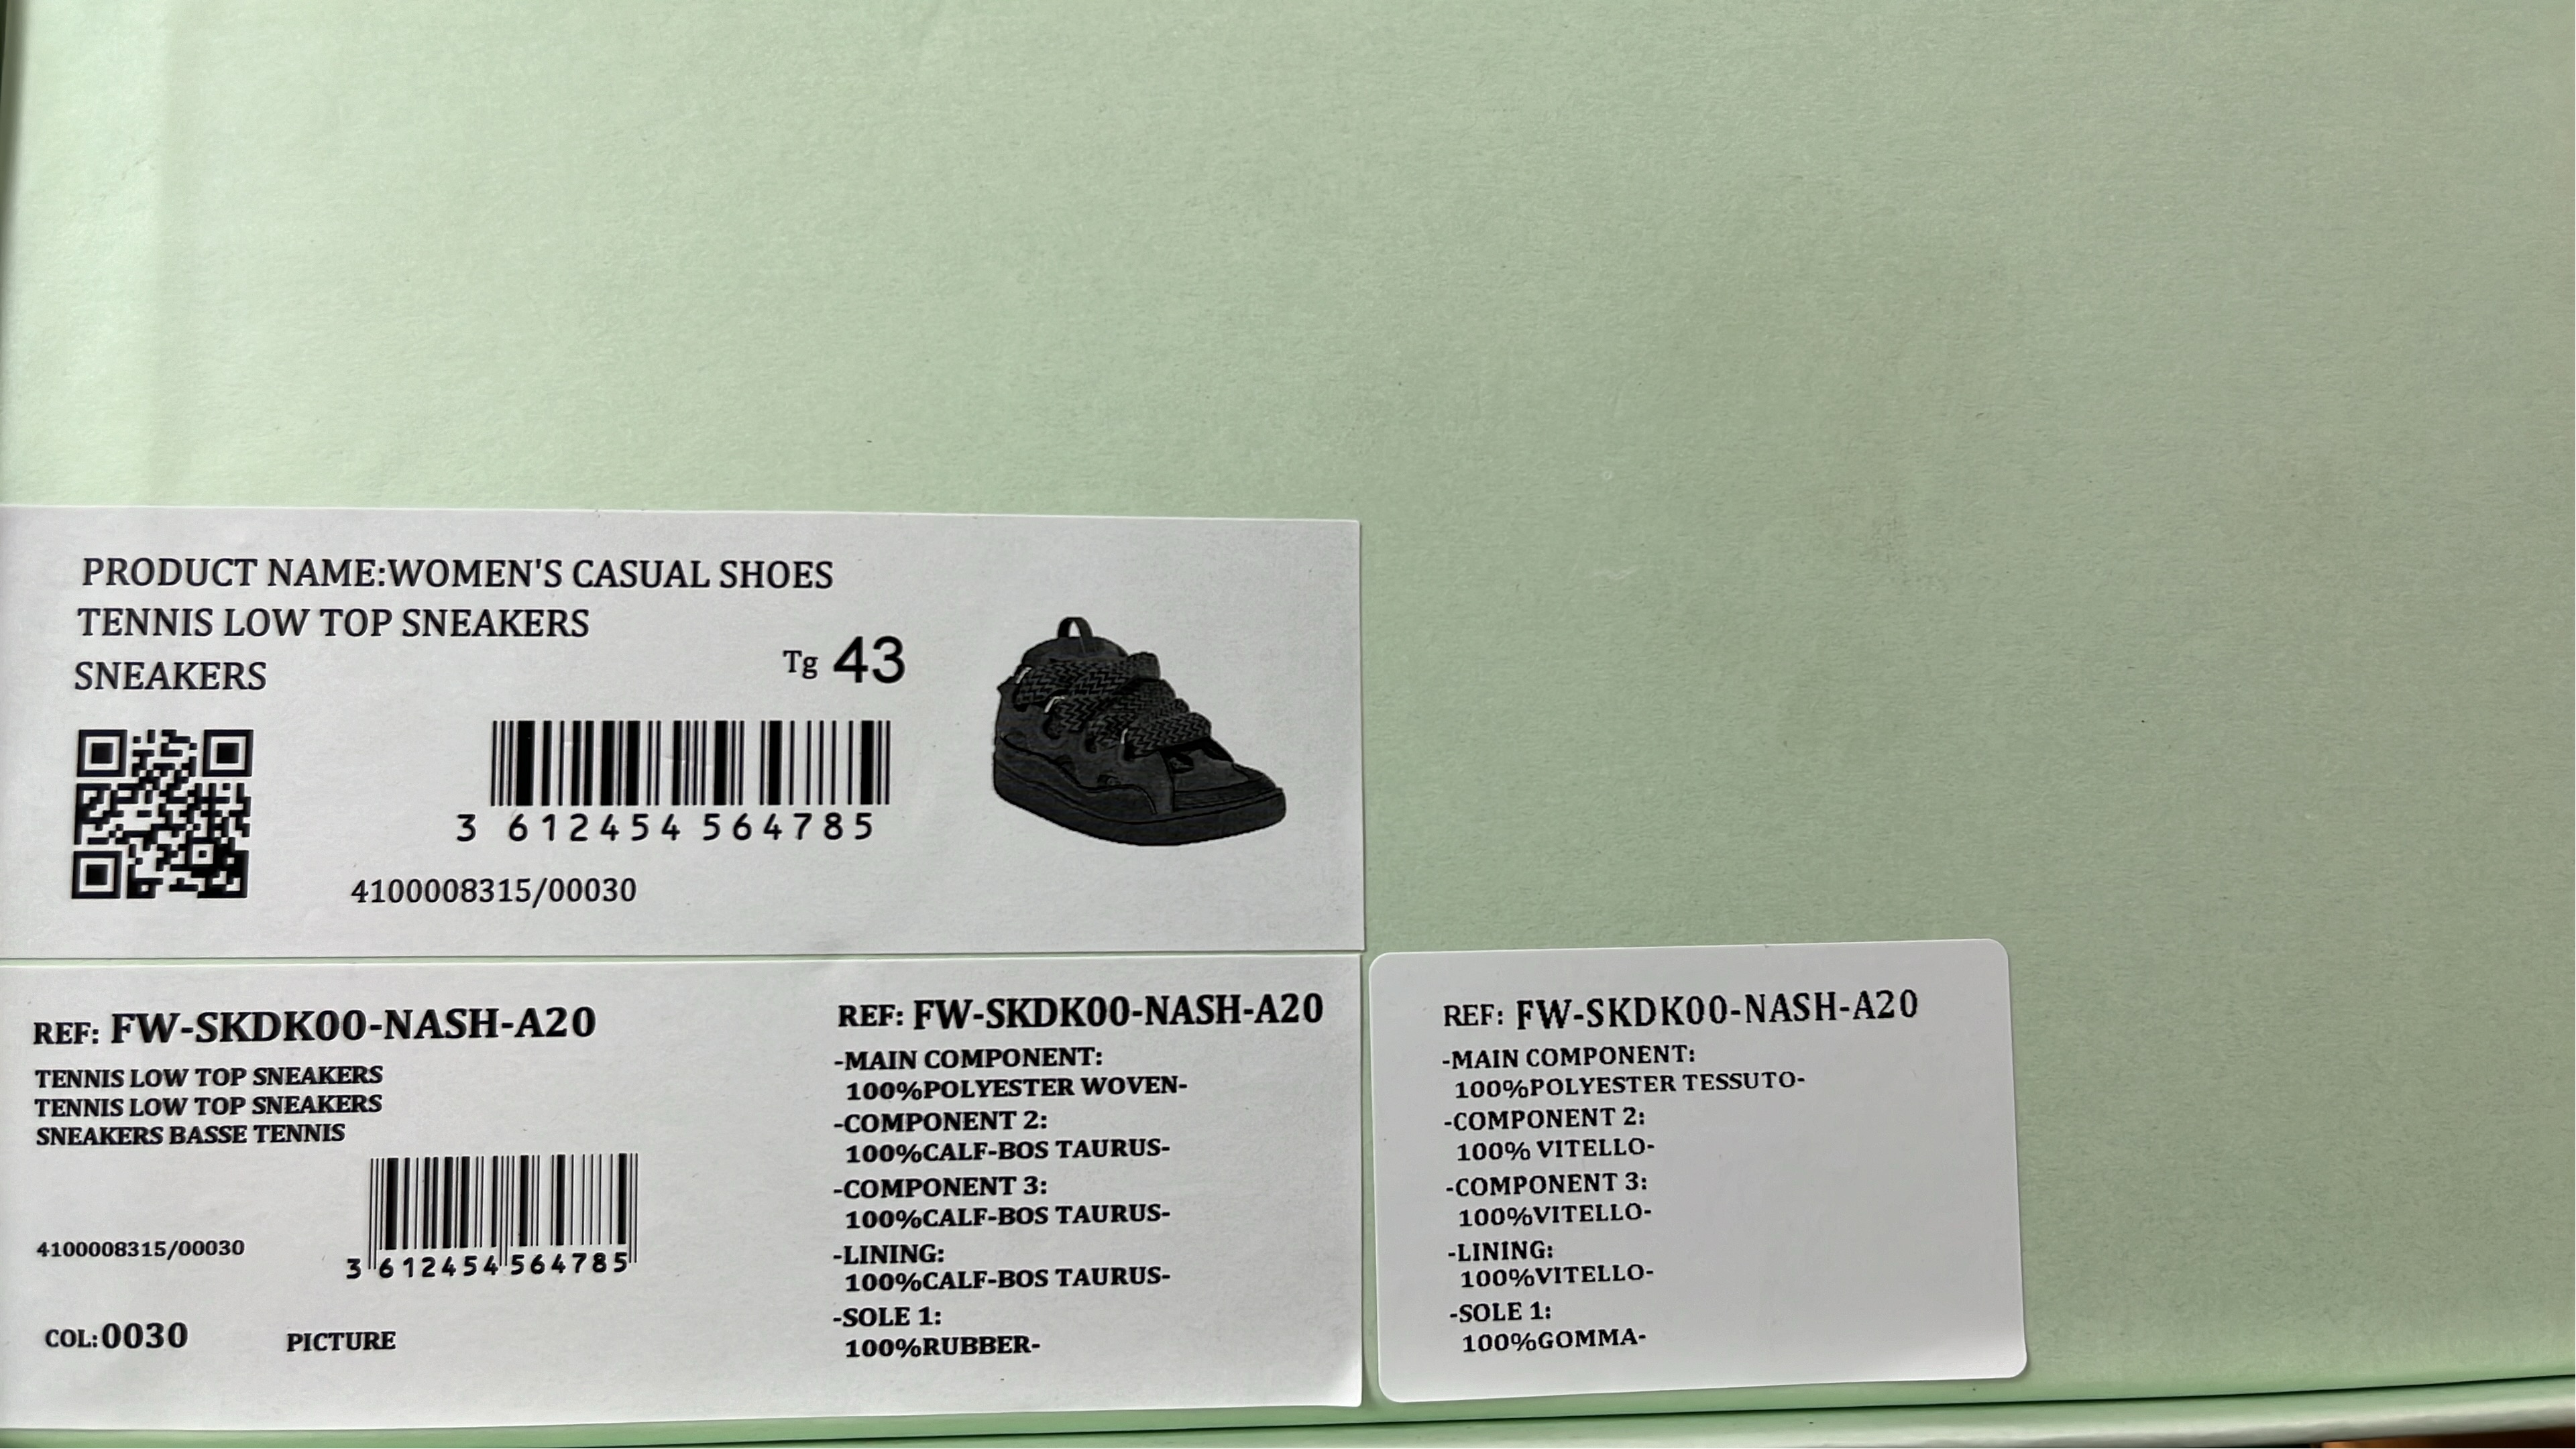 PRODUCT NAME:WOMEN'S CASUAL SHOES
TENNIS LOW TOP SNEAKERS
SNEAKERS
Tg 43
3 612454 564785
4100008315/00030
REF: FW-SKDK00-NASH-A20
TENNIS LOW TOP SNEAKERS
TENNIS LOW TOP SNEAKERS
SNEAKERS BASSE TENNIS
4100008315/00030
3 612454 564785
COL:0030 PICTURE
REF: FW-SKDK00-NASH-A20
-MAIN COMPONENT:
100%POLYESTER WOVEN-
-COMPONENT 2:
100%CALF-BOS TAURUS-
-COMPONENT 3:
100%CALF-BOS TAURUS-
-LINING:
100%CALF-BOS TAURUS-
-SOLE 1:
100%RUBBER-
REF: FW-SKDK00-NASH-A20
-MAIN COMPONENT:
100%POLYESTER TESSUTO-
-COMPONENT 2:
100% VITELLO-
-COMPONENT 3:
100%VITELLO-
-LINING:
100%VITELLO-
-SOLE 1:
100%GOMMA-